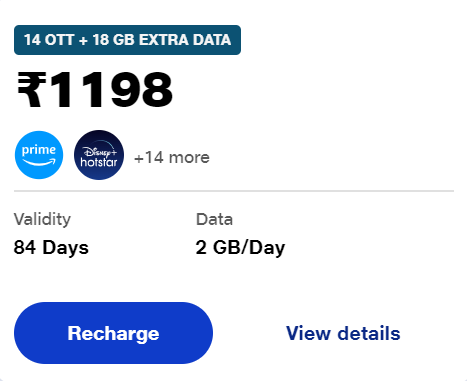 14 OTT + 18 GB EXTRA DATA
₹1198
prime
Disney+
hotstar
+14 more
Validity
Data
84 Days
2 GB/Day
Recharge
View details